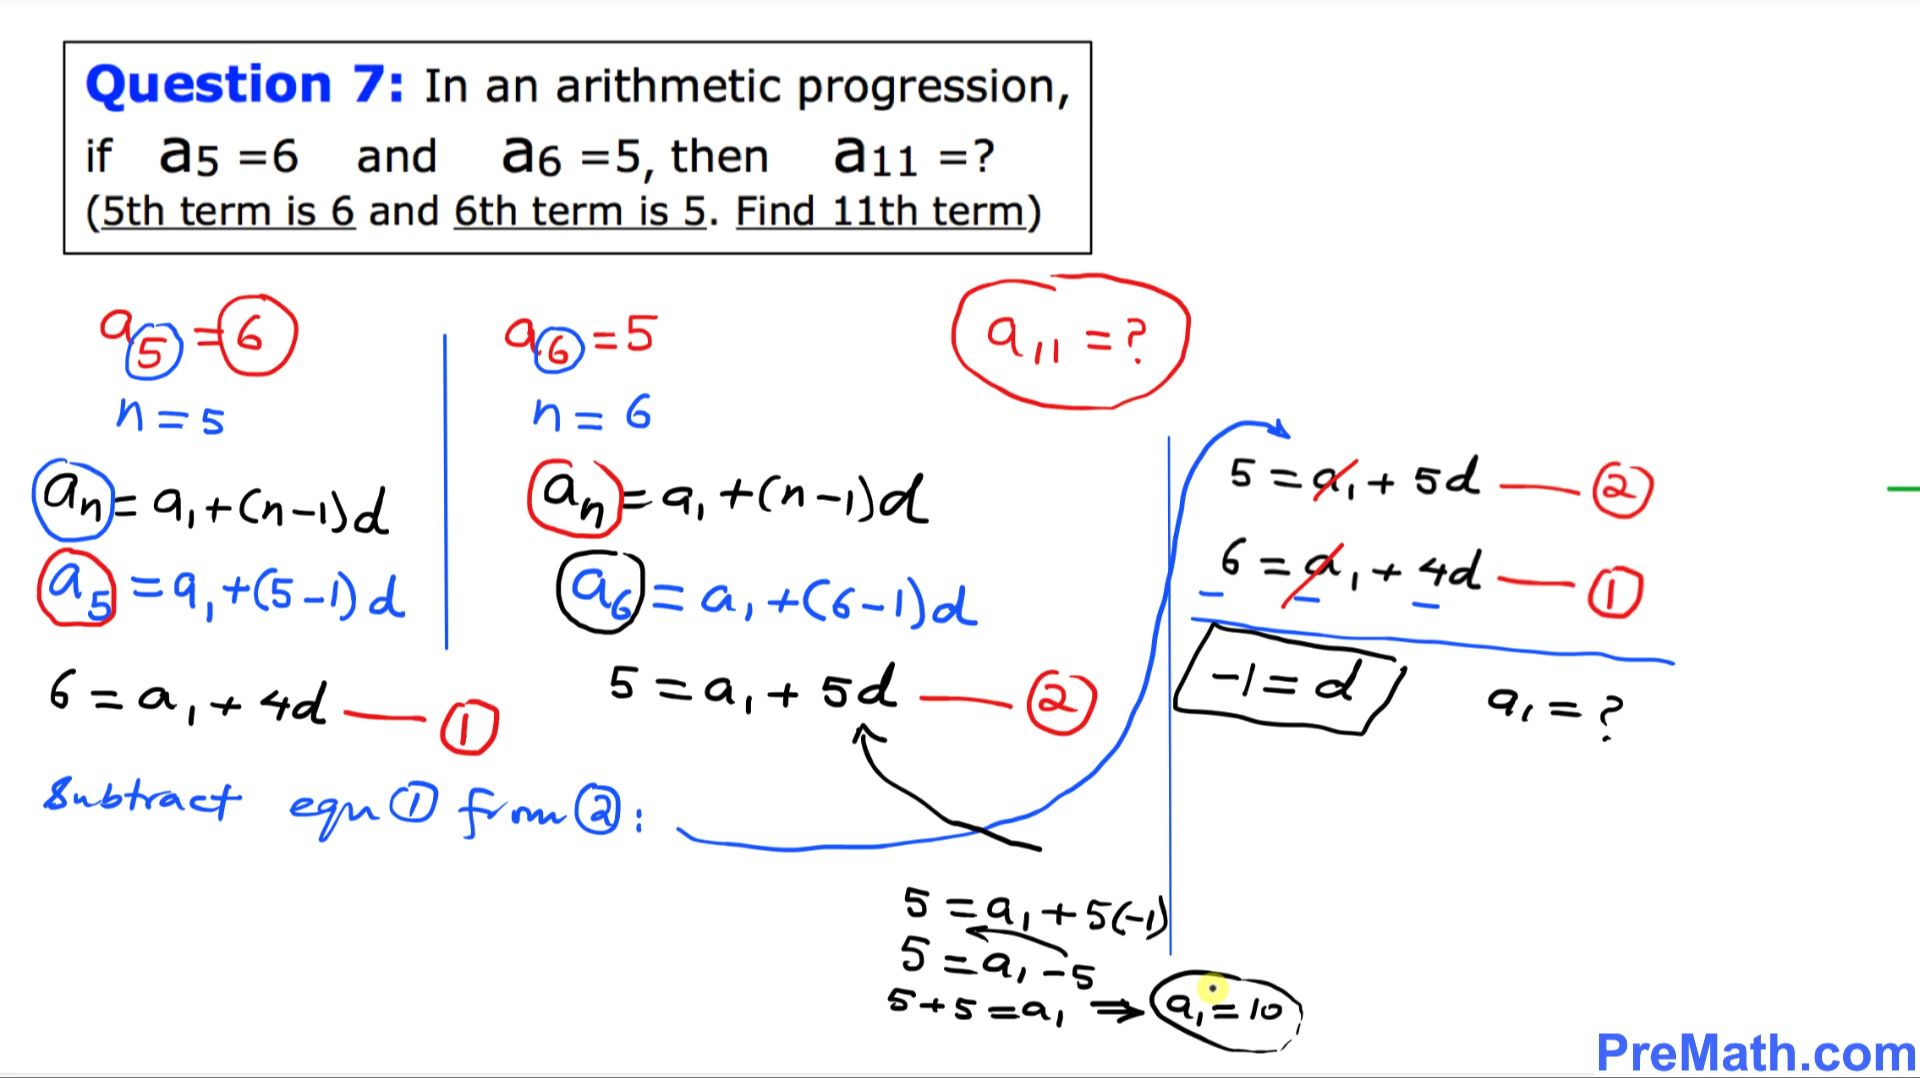 Question 7: In an arithmetic progression,
if a5 =6 and a6 =5, then a11 =?
(5th term is 6 and 6th term is 5. Find 11th term)
a5 = 6
n = 5
an = a1 + (n-1)d
a5 = a1 + (5-1)d
6 = a1 + 4d — 1
a6 = 5
n = 6
an = a1 + (n-1)d
a6 = a1 + (6-1)d
5 = a1 + 5d — 2
a11 = ?
Subtract equn 1 from 2:
5 = a1 + 5d — 2
6 = a1 + 4d — 1
- - -
-1 = d
a1 = ?
5 = a1 + 5(-1)
5 = a1 - 5
5 + 5 = a1 ⇒ a1 = 10
PreMath.com